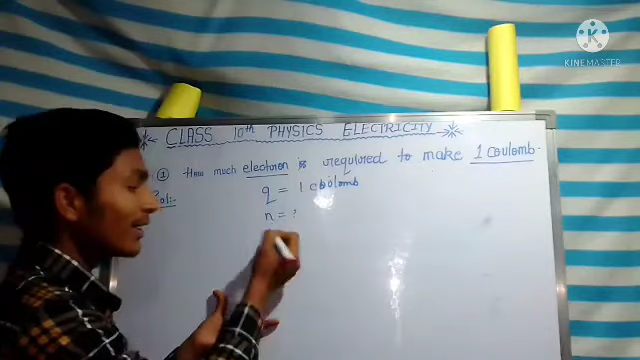 KINEMASTER
CLASS 10th PHYSICS ELECTRICITY
① How much electron is required to make 1 Coulomb.
Sol:-
q = 1 coulomb
n = ?